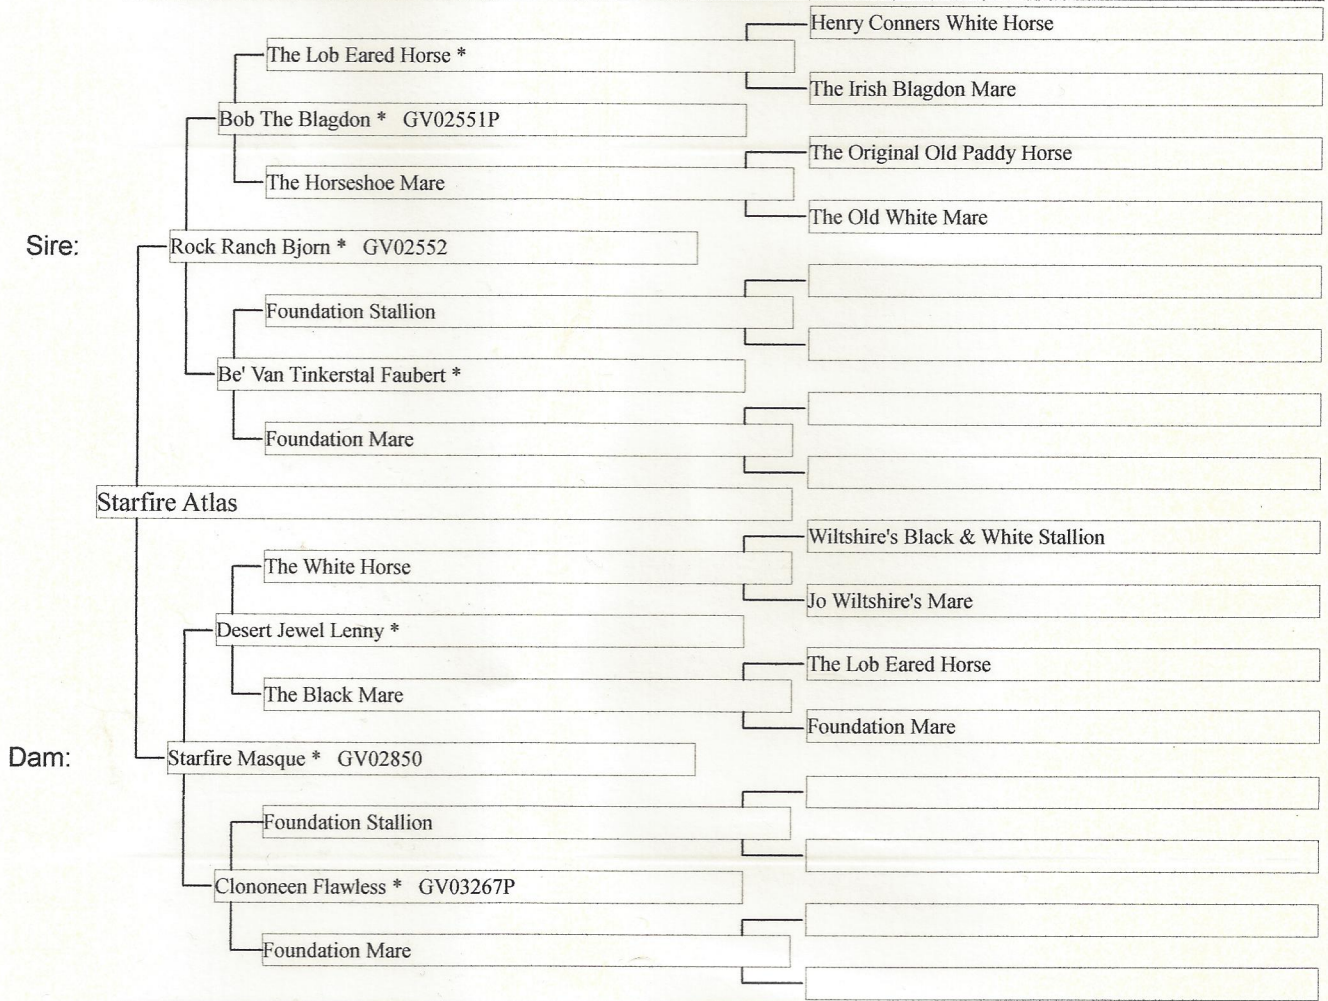 Henry Conners White Horse
The Lob Eared Horse *
The Irish Blagdon Mare
Bob The Blagdon * GV02551P
The Original Old Paddy Horse
The Horseshoe Mare
The Old White Mare
Sire:
Rock Ranch Bjorn * GV02552
Foundation Stallion
Be' Van Tinkerstal Faubert *
Foundation Mare
Starfire Atlas
Wiltshire's Black & White Stallion
The White Horse
Jo Wiltshire's Mare
Desert Jewel Lenny *
The Lob Eared Horse
The Black Mare
Foundation Mare
Dam:
Starfire Masque * GV02850
Foundation Stallion
Clononeen Flawless * GV03267P
Foundation Mare